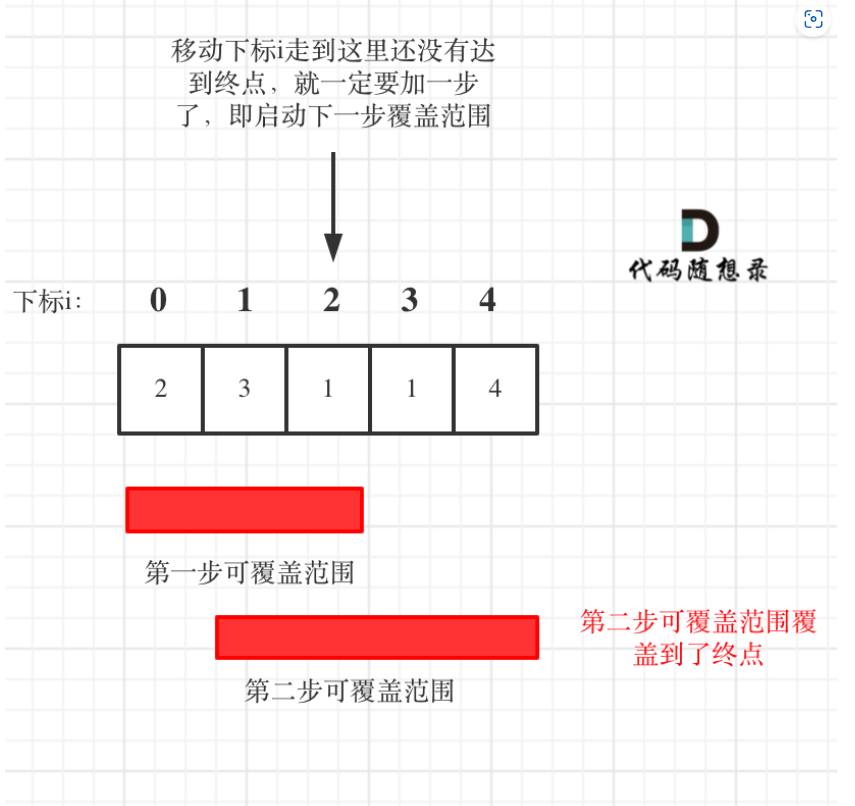 移动下标i走到这里还没有达
到终点，就一定要加一步
了，即启动下一步覆盖范围
代码随想录
下标i:
0 1 2 3 4
2 3 1 1 4
第一步可覆盖范围
第二步可覆盖范围覆
盖到了终点
第二步可覆盖范围